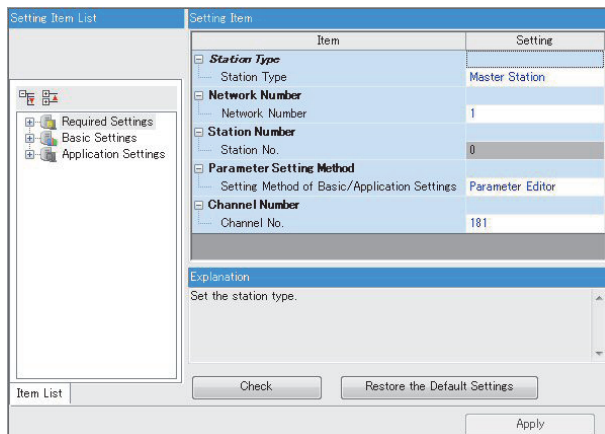 Setting Item List
Required Settings
Basic Settings
Application Settings
Item List
Setting Item
Item Setting
Station Type
Station Type Master Station
Network Number
Network Number 1
Station Number
Station No. 0
Parameter Setting Method
Setting Method of Basic/Application Settings Parameter Editor
Channel Number
Channel No. 181
Explanation
Set the station type.
Check Restore the Default Settings
Apply